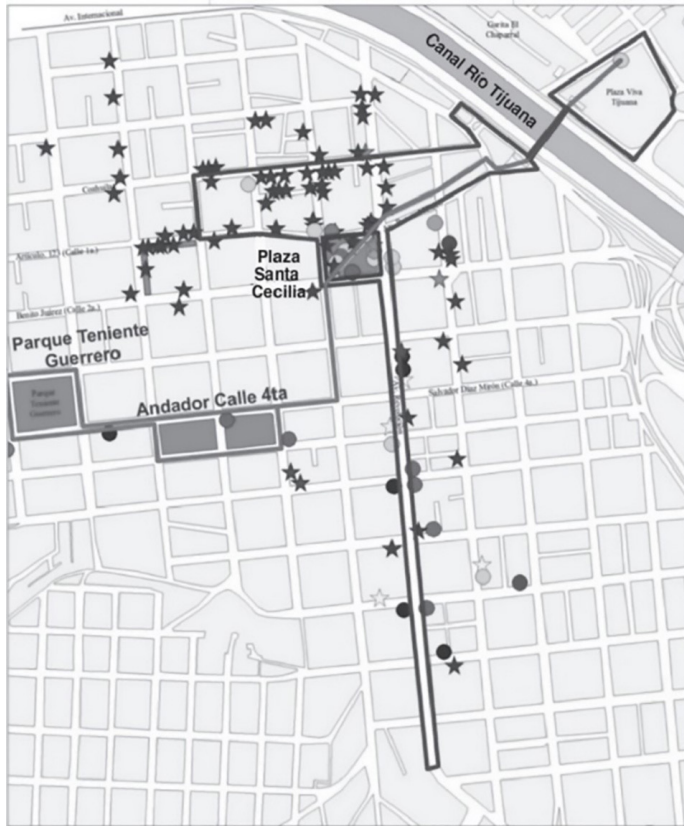 Av. Internacional
Garita El
Chaparral
Canal Río Tijuana
Plaza Viva
Tijuana
Coahuila
Artículo 123 (Calle 1a.)
Plaza
Santa
Cecilia
Benito Juárez (Calle 2a.)
Parque Teniente
Guerrero
Parque
Teniente
Guerrero
Andador Calle 4ta
Salvador Díaz Mirón (Calle 4a.)